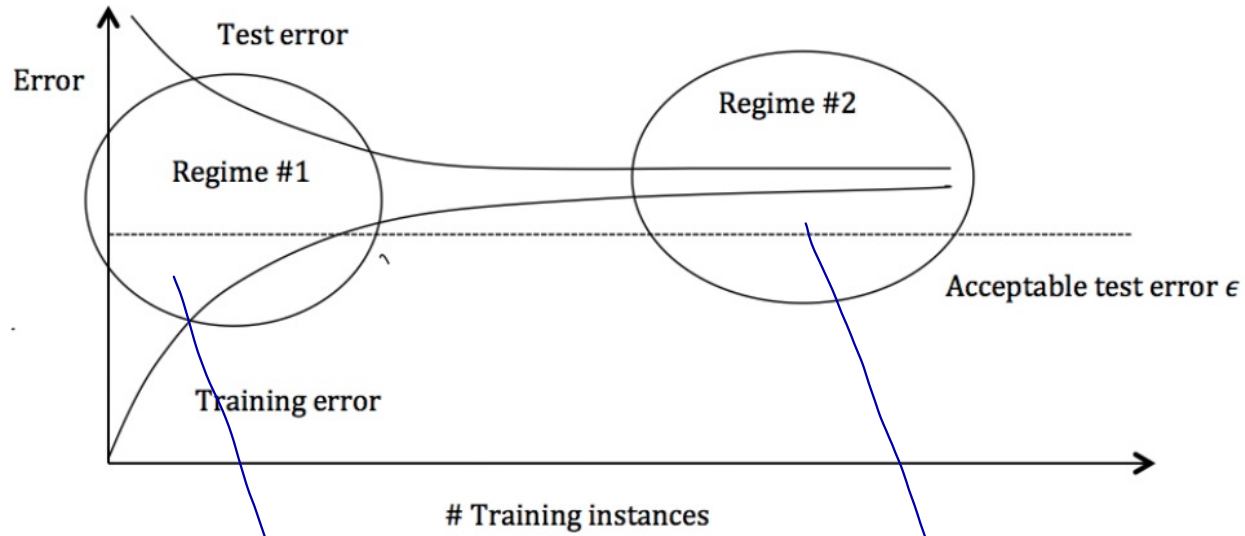 Test error
Error
Regime #2
Regime #1
Acceptable test error ϵ
Training error
# Training instances